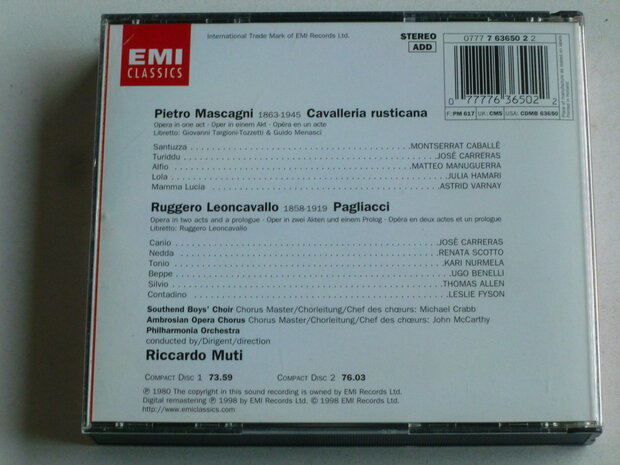 EMI
CLASSICS
International Trade Mark of EMI Records Ltd.
STEREO
ADD
0777 7 63650 2 2
0 77776 36502 2
F: PM 617 UK: CMS USA: CDMB 63650
Pietro Mascagni 1863-1945 Cavalleria rusticana
Opera in one act · Oper in einem Akt · Opéra en un acte
Libretto: Giovanni Targioni-Tozzetti & Guido Menasci
Santuzza MONTSERRAT CABALLÉ
Turiddu JOSÉ CARRERAS
Alfio MATTEO MANUGUERRA
Lola JULIA HAMARI
Mamma Lucia ASTRID VARNAY
Ruggero Leoncavallo 1858-1919 Pagliacci
Opera in two acts and a prologue · Oper in zwei Akten und einem Prolog · Opéra en deux actes et un prologue
Libretto: Ruggero Leoncavallo
Canio JOSÉ CARRERAS
Nedda RENATA SCOTTO
Tonio KARI NURMELA
Beppe UGO BENELLI
Silvio THOMAS ALLEN
Contadino LESLIE FYSON
Southend Boys' Choir Chorus Master/Chorleitung/Chef des chœurs: Michael Crabb
Ambrosian Opera Chorus Chorus Master/Chorleitung/Chef des chœurs: John McCarthy
Philharmonia Orchestra
conducted by/Dirigent/direction
Riccardo Muti
COMPACT DISC 1 73.59 COMPACT DISC 2 76.03
℗ 1980 The copyright in this sound recording is owned by EMI Records Ltd.
Digital remastering ℗ 1998 by EMI Records Ltd. © 1998 EMI Records Ltd.
http://www.emiclassics.com